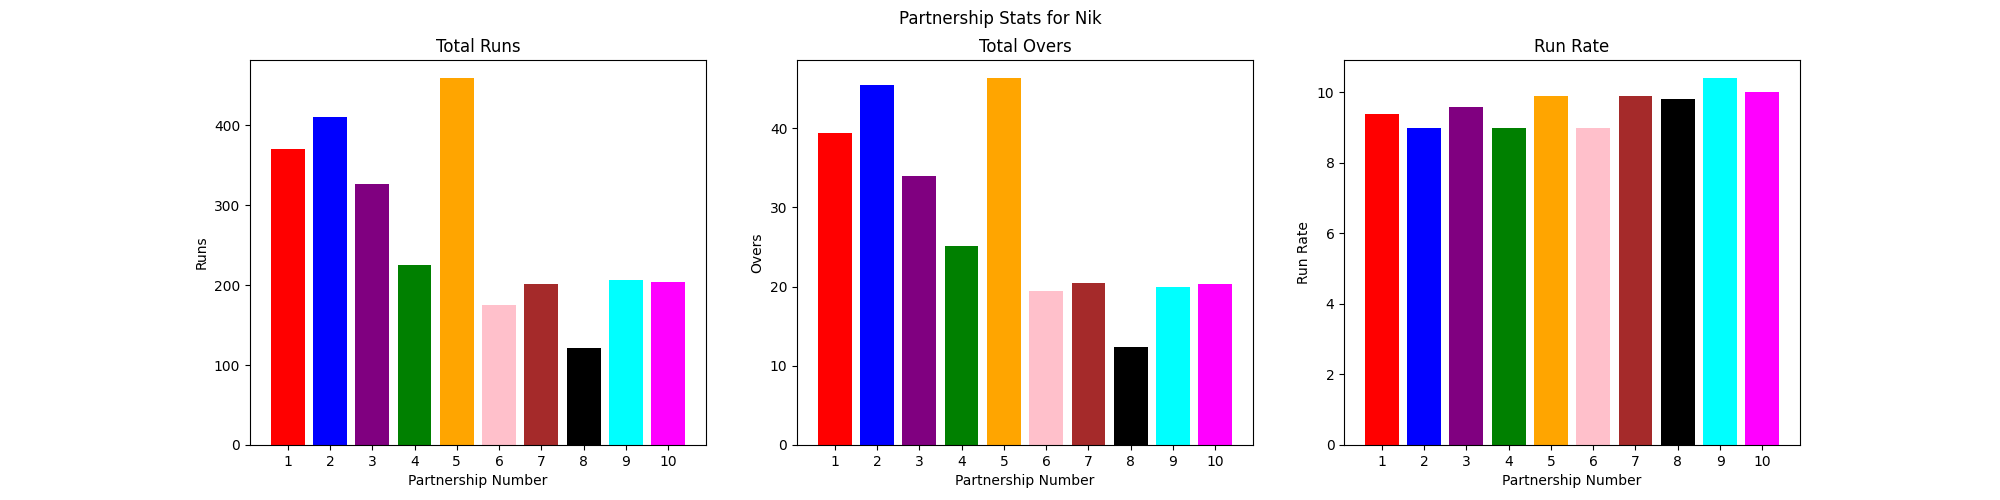 Partnership Stats for Nik
Total Runs
400
300
200
100
0
Runs
1 2 3 4 5 6 7 8 9 10
Partnership Number
Total Overs
40
30
20
10
0
Overs
1 2 3 4 5 6 7 8 9 10
Partnership Number
Run Rate
10
8
6
4
2
0
Run Rate
1 2 3 4 5 6 7 8 9 10
Partnership Number